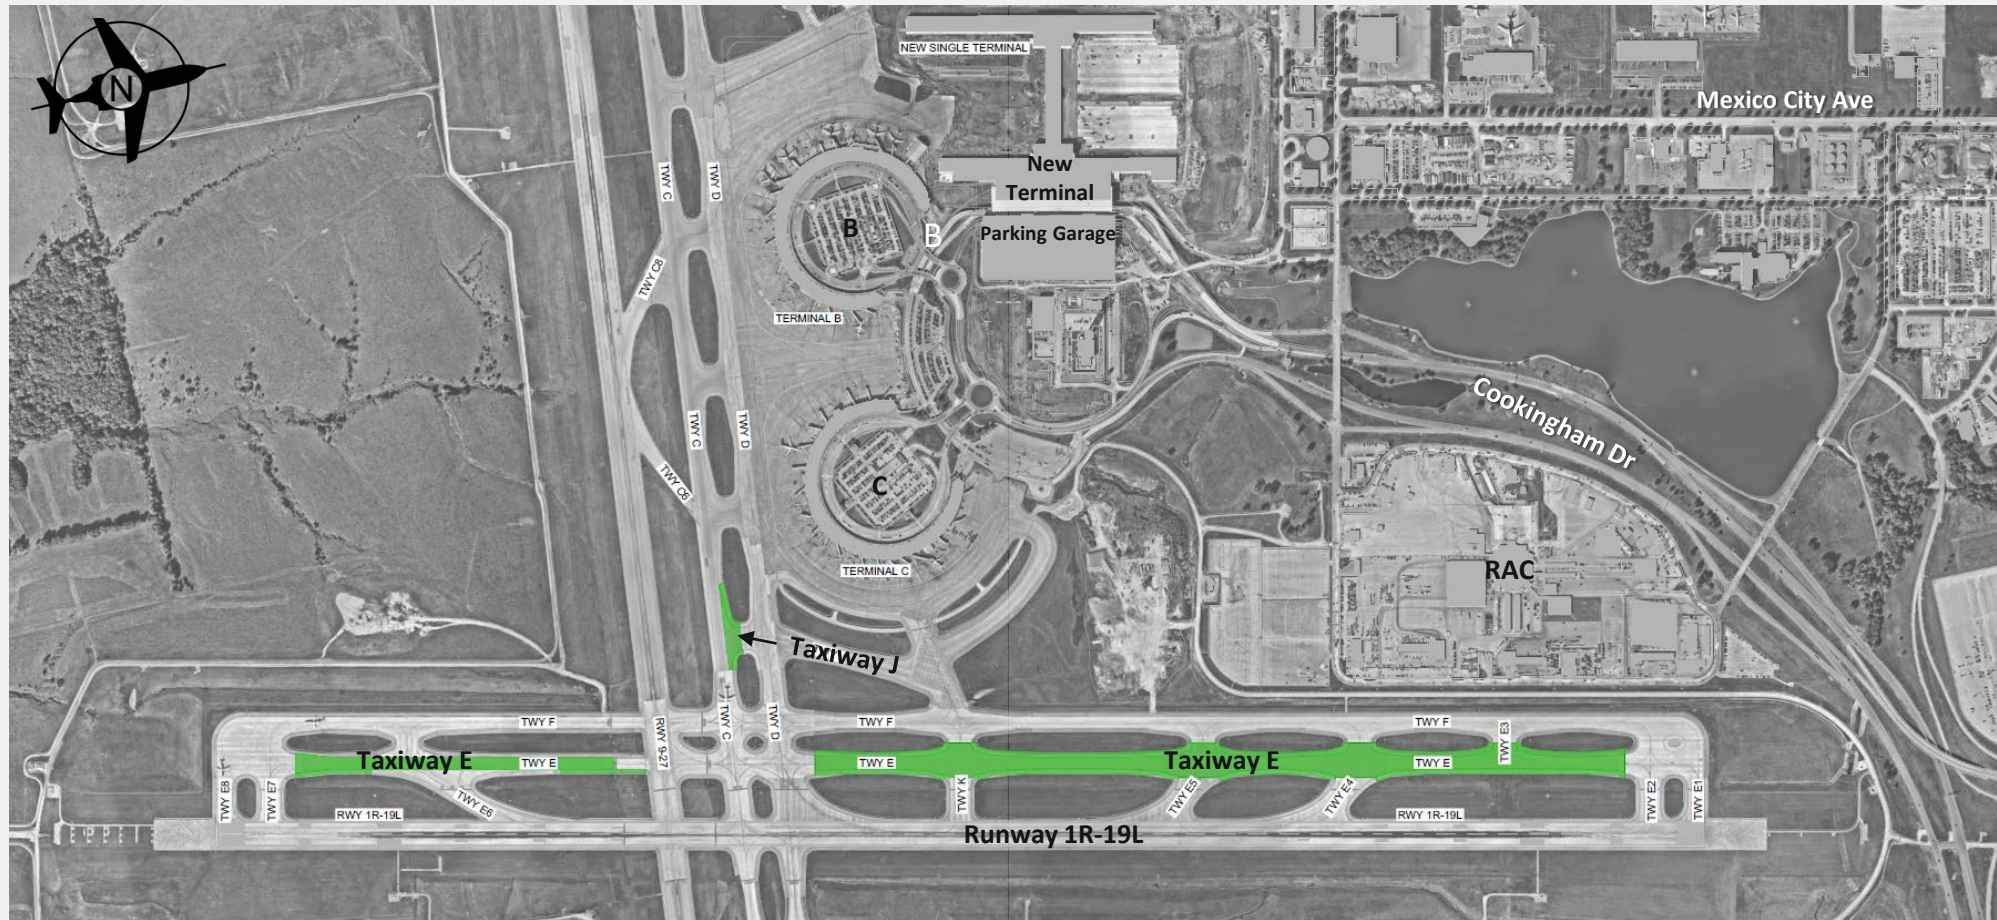 N
NEW SINGLE TERMINAL
Mexico City Ave
New
Terminal
Parking Garage
B
B
TWY C
TWY D
TWY C8
TERMINAL B
Cookingham Dr
TWY C
TWY D
TWY C6
C
TERMINAL C
RAC
Taxiway J
TWY F
RWY 9-27
TWY C
TWY D
TWY F
TWY F
TWY E3
Taxiway E
TWY E
TWY E
Taxiway E
TWY E
TWY E8
TWY E7
TWY E6
TWY K
TWY E5
TWY E4
TWY E2
TWY E1
RWY 1R-19L
RWY 1R-19L
Runway 1R-19L